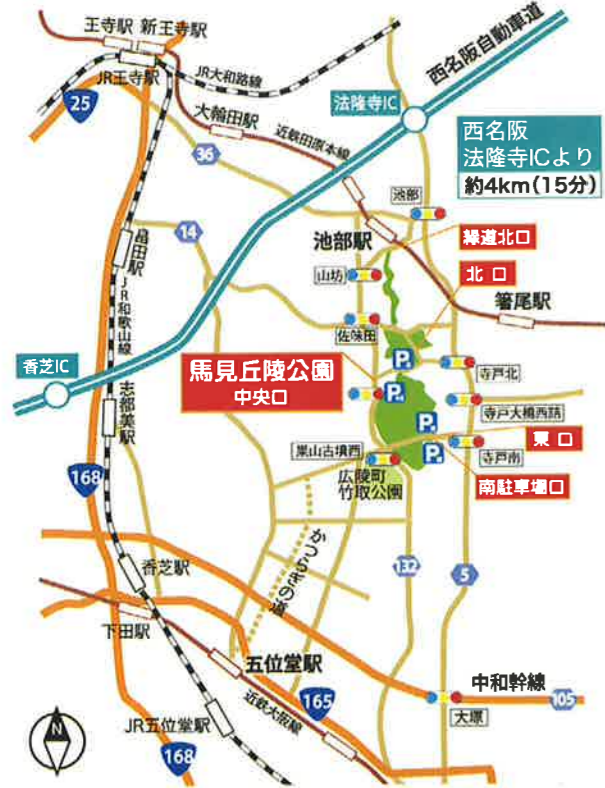 王寺駅 新王寺駅
JR王寺駅
JR大和路線
西名阪自動車道
25
大輪田駅
法隆寺IC
近鉄田原本線
36
西名阪
法隆寺ICより
約4km(15分)
池部
池部駅
緑道北口
14
畠田駅
山坊
北口
箸尾駅
JR和歌山線
佐味田
P
馬見丘陵公園
中央口
寺戸北
香芝IC
P
寺戸大橋西詰
志都美駅
P
東口
巣山古墳西
P
寺戸南
広陵町
竹取公園
南駐車場口
168
かつらぎの道
香芝駅
132
5
下田駅
五位堂駅
中和幹線
近鉄大阪線
165
105
大塚
JR五位堂駅
168
N